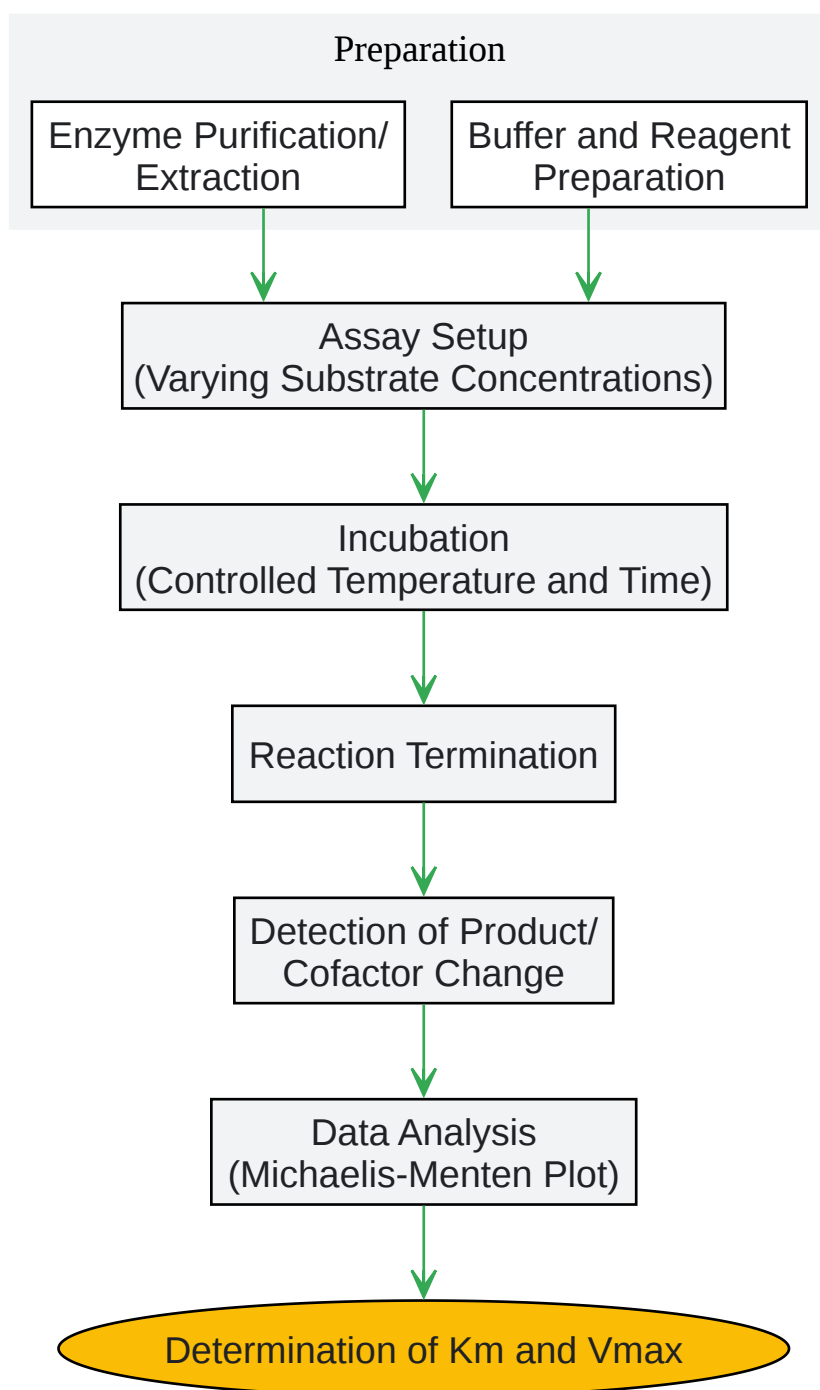 Preparation
Enzyme Purification/
Extraction
Buffer and Reagent
Preparation
Assay Setup
(Varying Substrate Concentrations)
Incubation
(Controlled Temperature and Time)
Reaction Termination
Detection of Product/
Cofactor Change
Data Analysis
(Michaelis-Menten Plot)
Determination of Km and Vmax